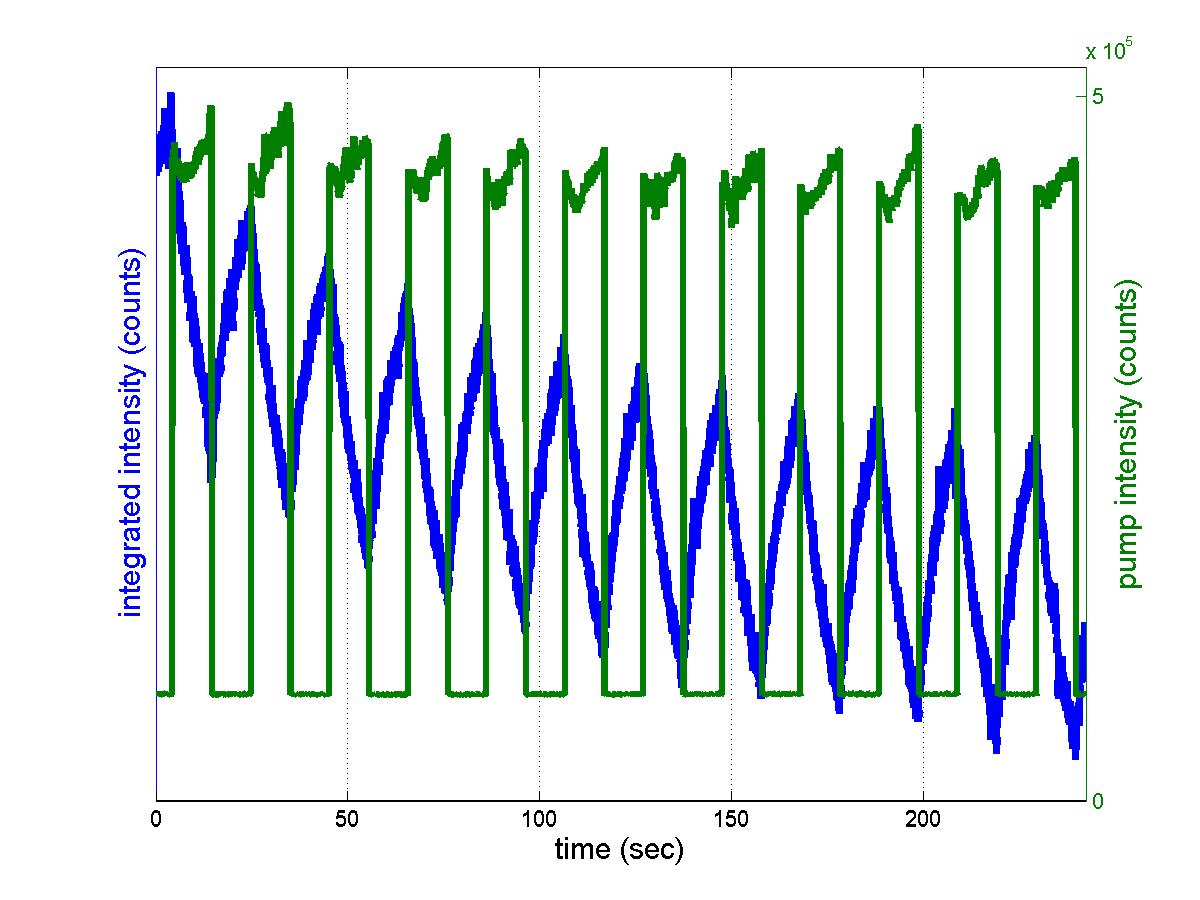 x 10^5
5
integrated intensity (counts)
pump intensity (counts)
0
0 50 100 150 200
time (sec)